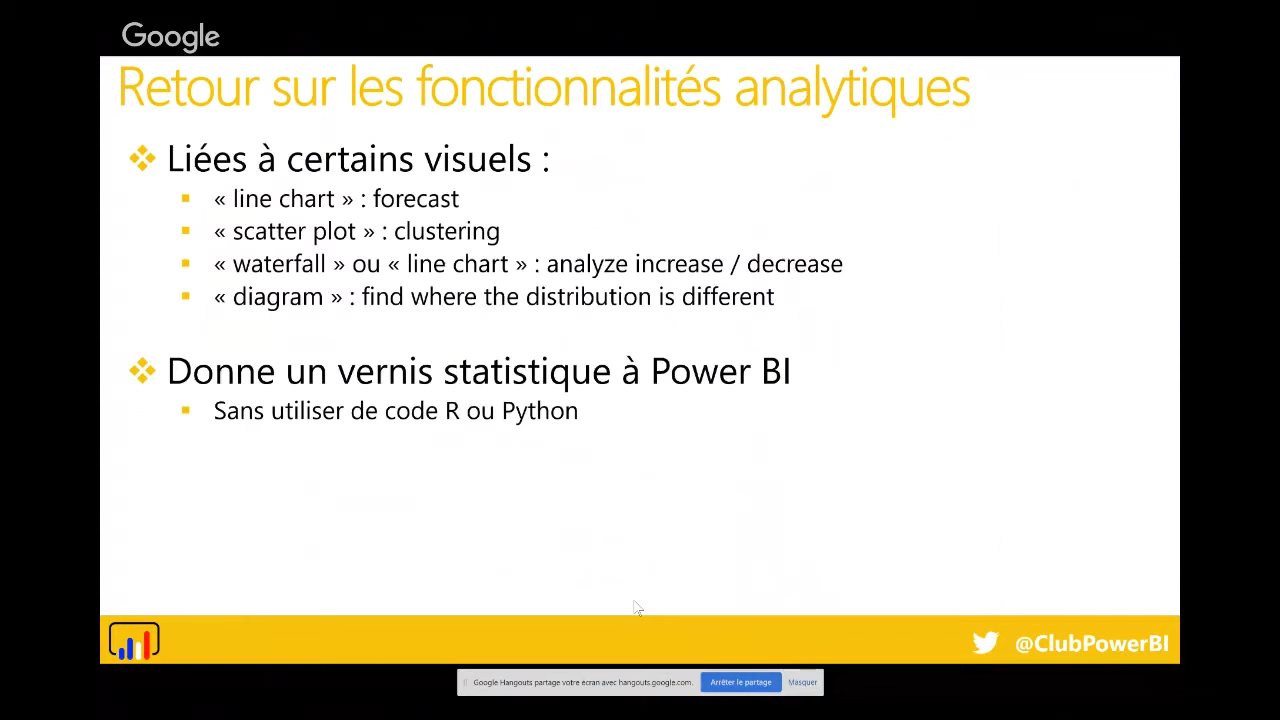 Google
Retour sur les fonctionnalités analytiques
Liées à certains visuels :
« line chart » : forecast
« scatter plot » : clustering
« waterfall » ou « line chart » : analyze increase / decrease
« diagram » : find where the distribution is different
Donne un vernis statistique à Power BI
Sans utiliser de code R ou Python
@ClubPowerBI
Google Hangouts partage votre écran avec hangouts.google.com. Arrêter le partage Masquer